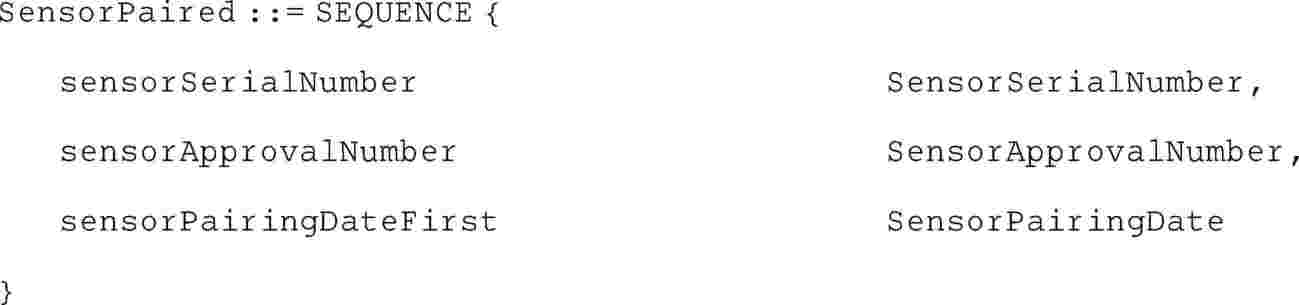 SensorPaired ::= SEQUENCE {
sensorSerialNumber SensorSerialNumber,
sensorApprovalNumber SensorApprovalNumber,
sensorPairingDateFirst SensorPairingDate
}